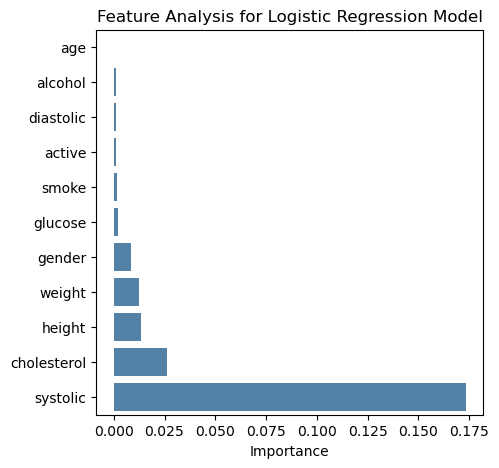 Feature Analysis for Logistic Regression Model
age
alcohol
diastolic
active
smoke
glucose
gender
weight
height
cholesterol
systolic
0.000 0.025 0.050 0.075 0.100 0.125 0.150 0.175
Importance